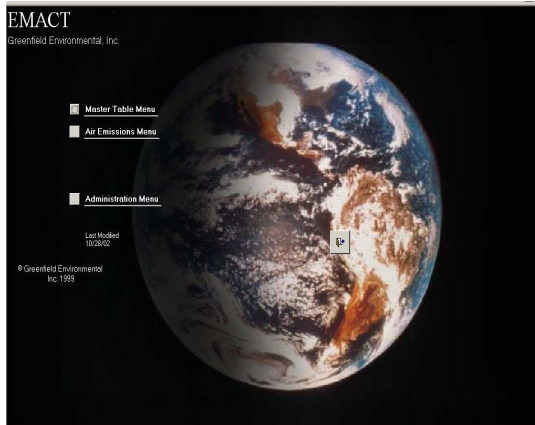 EMACT
Greenfield Environmental, Inc.
Master Table Menu
Air Emissions Menu
Administration Menu
Last Modified
10/28/02
© Greenfield Environmental
Inc. 1999